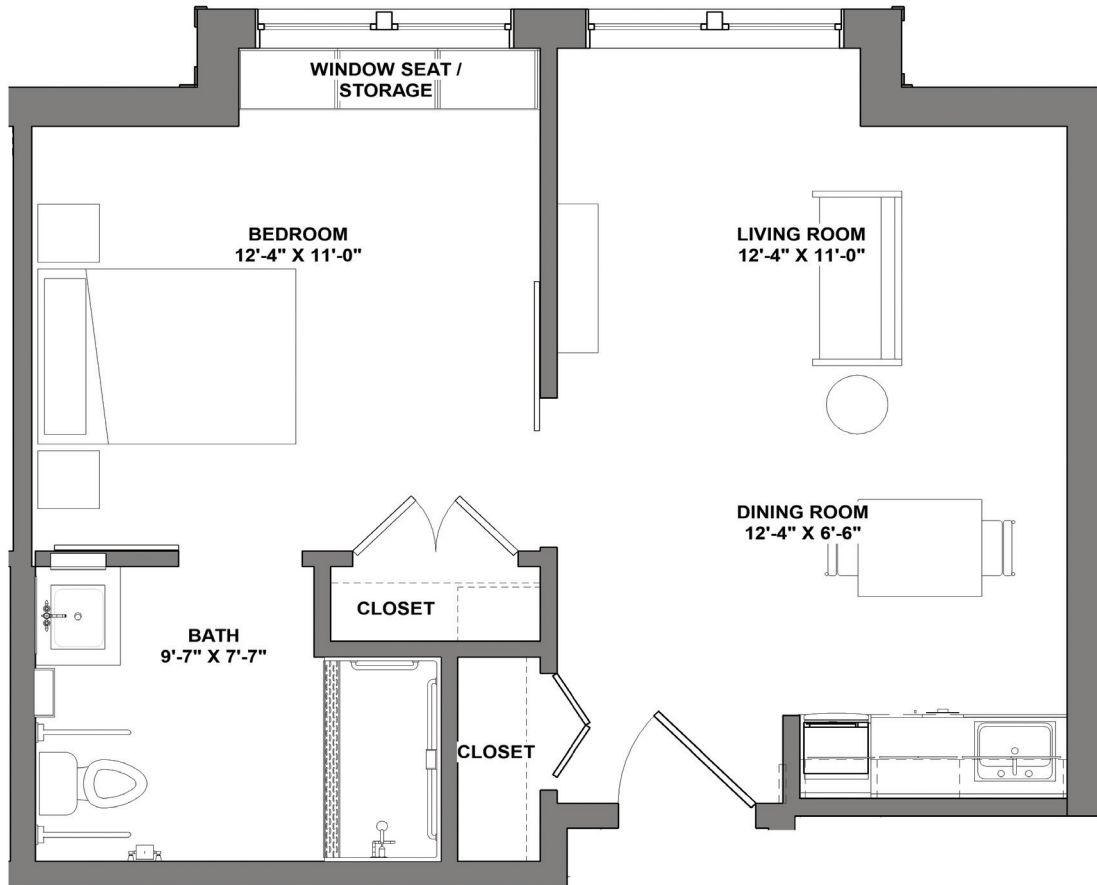 WINDOW SEAT /
STORAGE
BEDROOM
12'-4" X 11'-0"
LIVING ROOM
12'-4" X 11'-0"
DINING ROOM
12'-4" X 6'-6"
CLOSET
BATH
9'-7" X 7'-7"
CLOSET